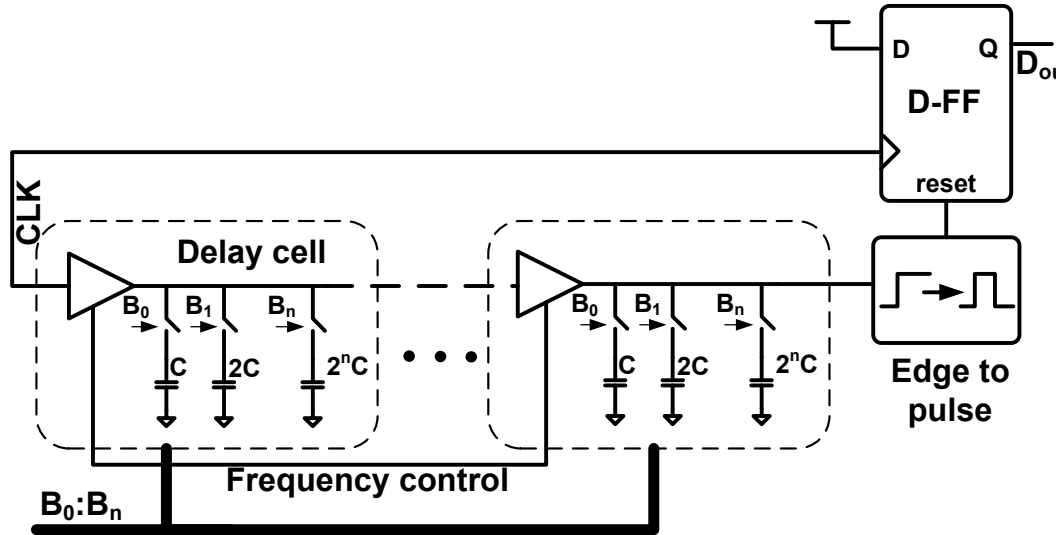 D Q
D-FF
Dou
reset
CLK
Delay cell
B0 B1 Bn
C 2C 2ⁿC
B0 B1 Bn
C 2C 2ⁿC
Edge to
pulse
Frequency control
B0:Bn